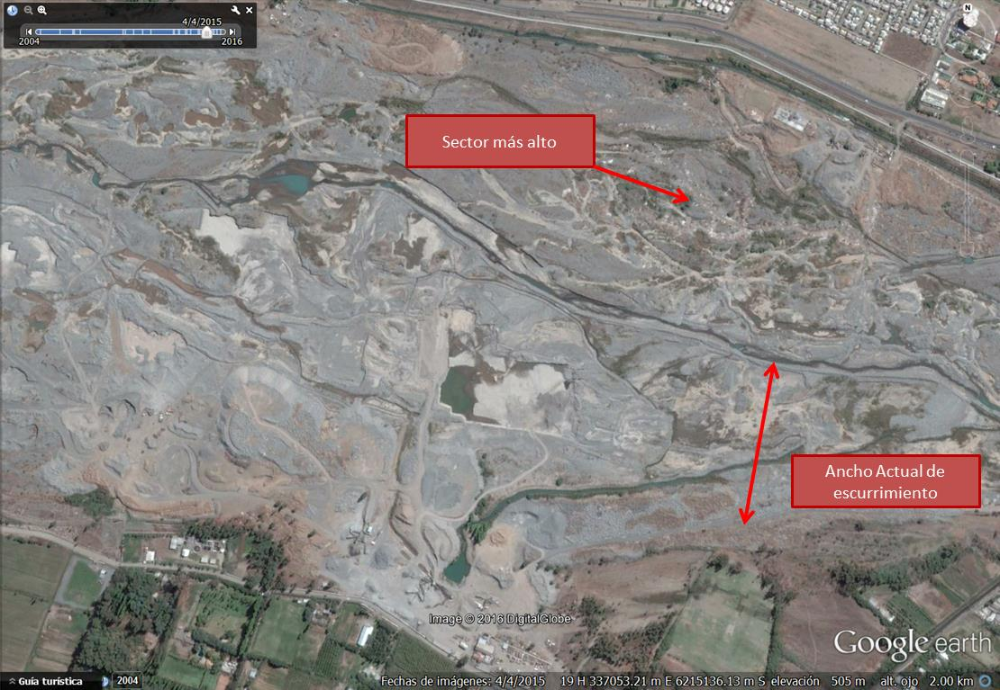 4/4/2015
2004
2016
N
Sector más alto
Ancho Actual de
escurrimiento
Image © 2016 DigitalGlobe
Google earth
Guía turística
2004
Fechas de imágenes: 4/4/2015 19 H 337053.21 m E 6215136.13 m S elevación 505 m alt. ojo 2.00 km